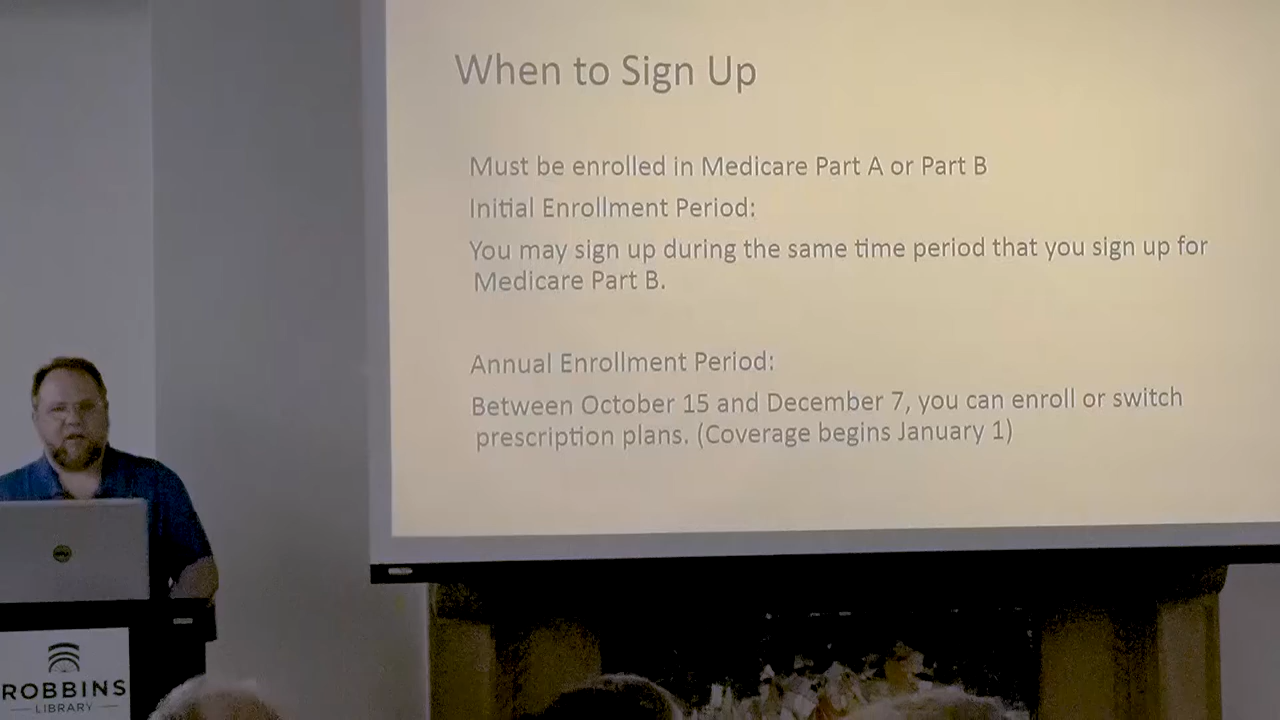 When to Sign Up
Must be enrolled in Medicare Part A or Part B
Initial Enrollment Period:
You may sign up during the same time period that you sign up for
Medicare Part B.
Annual Enrollment Period:
Between October 15 and December 7, you can enroll or switch
prescription plans. (Coverage begins January 1)
ROBBINS
LIBRARY